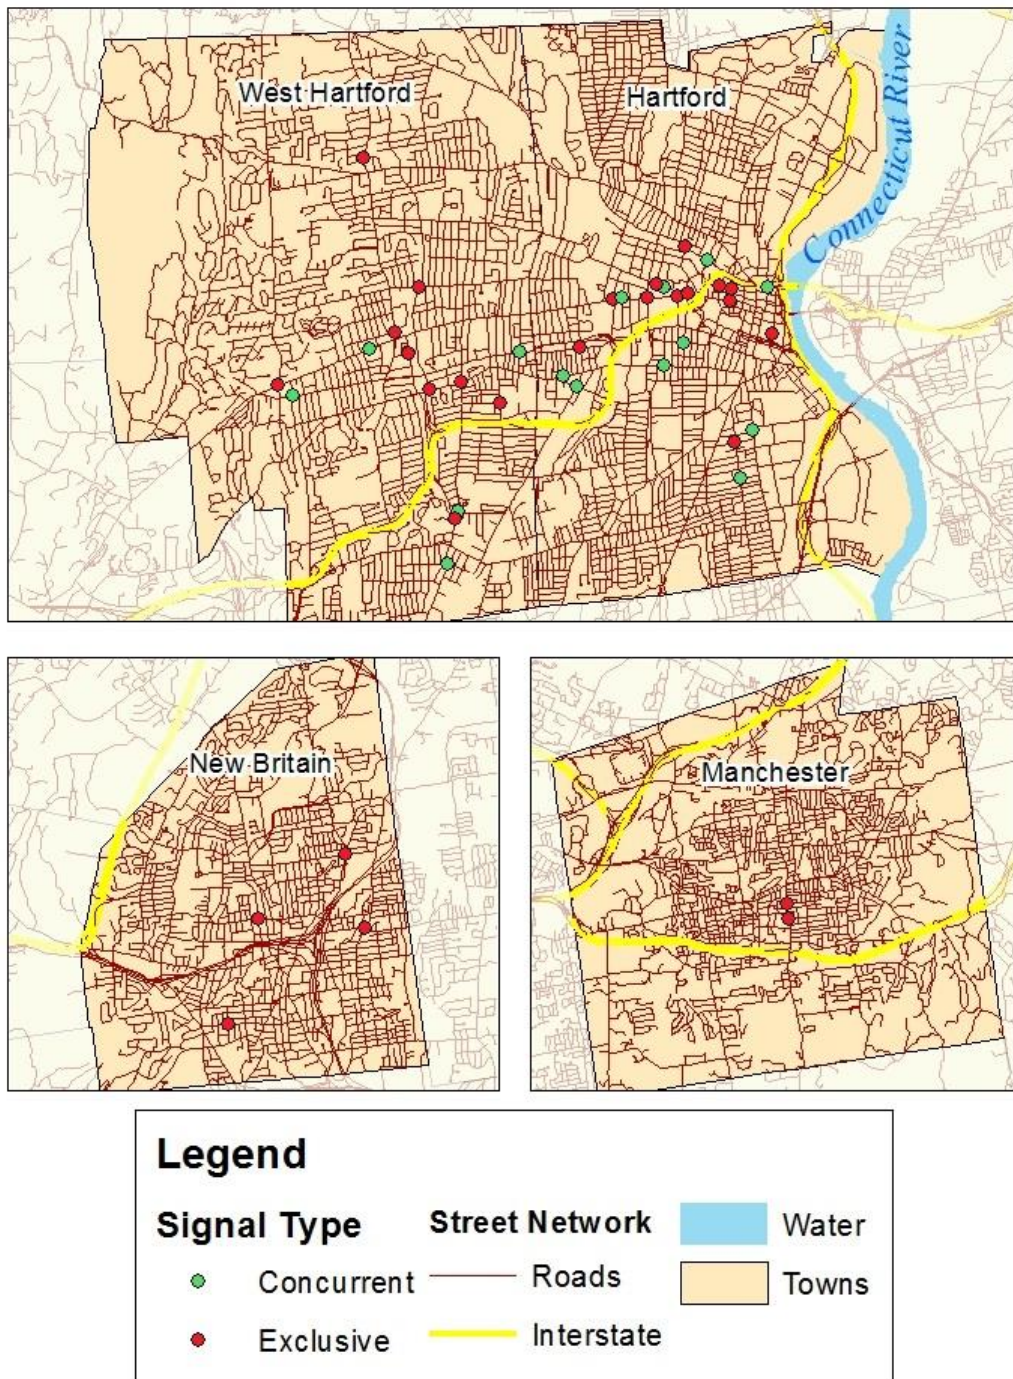 West Hartford
Hartford
Connecticut River
New Britain
Manchester
Legend
Signal Type
Concurrent
Exclusive
Street Network
Roads
Interstate
Water
Towns